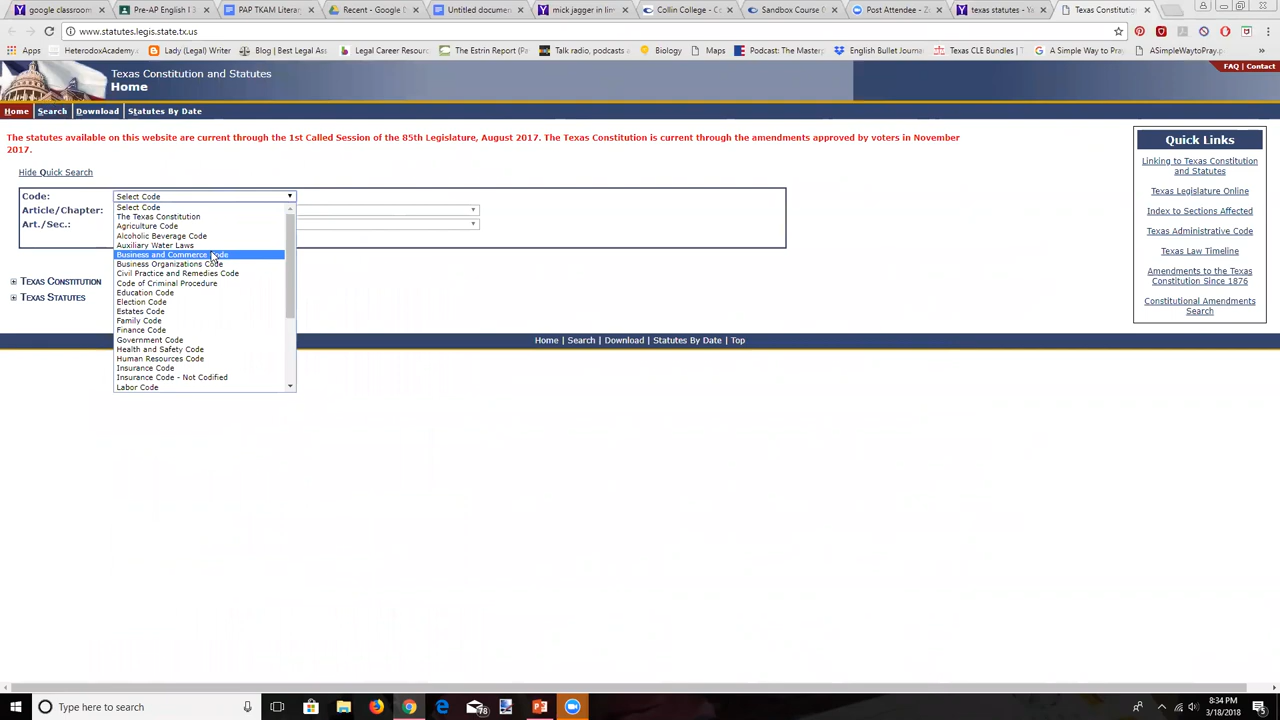 google classroom
Pre-AP English I 3
PAP TKAM Literar
Recent - Google D
Untitled documen
mick jagger in lim
Collin College - C
Sandbox Course
Post Attendee - Z
texas statutes - Ya
Texas Constitution
www.statutes.legis.state.tx.us
Apps HeterodoxAcademy Lady (Legal) Writer Blog | Best Legal Ass Legal Career Resour The Estrin Report Talk radio, podcasts Biology Maps Podcast: The Masterp English Bullet Journal Texas CLE Bundles | A Simple Way to Pray.p ASimpleWaytoPray.p »
Texas Constitution and Statutes
Home
FAQ | Contact
Home Search Download Statutes By Date
The statutes available on this website are current through the 1st Called Session of the 85th Legislature, August 2017. The Texas Constitution is current through the amendments approved by voters in November
2017.
Hide Quick Search
Code: Select Code
Article/Chapter:
Art./Sec.:
Select Code
The Texas Constitution
Agriculture Code
Alcoholic Beverage Code
Auxiliary Water Laws
Business and Commerce Code
Business Organizations Code
Civil Practice and Remedies Code
Code of Criminal Procedure
Education Code
Election Code
Estates Code
Family Code
Finance Code
Government Code
Health and Safety Code
Human Resources Code
Insurance Code
Insurance Code - Not Codified
Labor Code
TEXAS CONSTITUTION
TEXAS STATUTES
Quick Links
Linking to Texas Constitution
and Statutes
Texas Legislature Online
Index to Sections Affected
Texas Administrative Code
Texas Law Timeline
Amendments to the Texas
Constitution Since 1876
Constitutional Amendments
Search
Home | Search | Download | Statutes By Date | Top
Type here to search
78
8:34 PM
3/18/2018